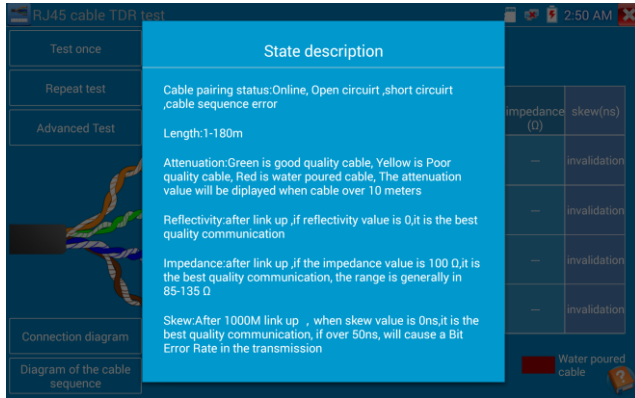 RJ45 cable TDR test
2:50 AM
Test once
Repeat test
Advanced Test
Connection diagram
Diagram of the cable
sequence
State description
Cable pairing status:Online, Open circuirt ,short circuirt
,cable sequence error
Length:1-180m
Attenuation:Green is good quality cable, Yellow is Poor
quality cable, Red is water poured cable, The attenuation
value will be diplayed when cable over 10 meters
Reflectivity:after link up ,if reflectivity value is 0,it is the best
quality communication
Impedance:after link up ,if the impedance value is 100 Ω,it is
the best quality communication, the range is generally in
85-135 Ω
Skew:After 1000M link up , when skew value is 0ns,it is the
best quality communication, if over 50ns, will cause a Bit
Error Rate in the transmission
impedance skew(ns)
(Ω)
--- invalidation
--- invalidation
--- invalidation
--- invalidation
Water poured
cable
?